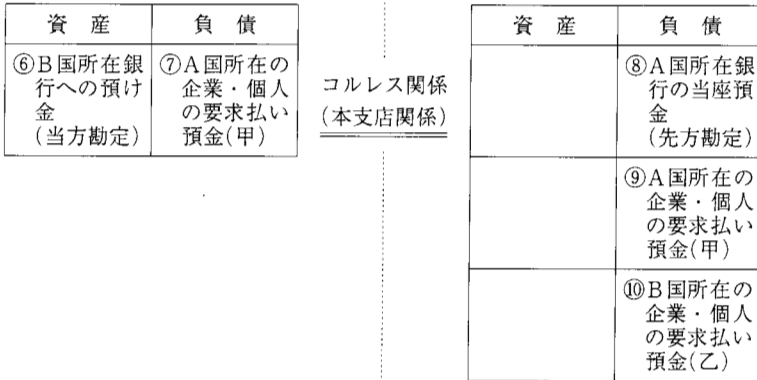 資産
負債
⑥B国所在銀
行への預け
金
(当方勘定)
⑦A国所在の
企業・個人
の要求払い
預金(甲)
コルレス関係
(本支店関係)
資産
負債
⑧A国所在銀
行の当座預
金
(先方勘定)
⑨A国所在の
企業・個人
の要求払い
預金(甲)
⑩B国所在の
企業・個人
の要求払い
預金(乙)